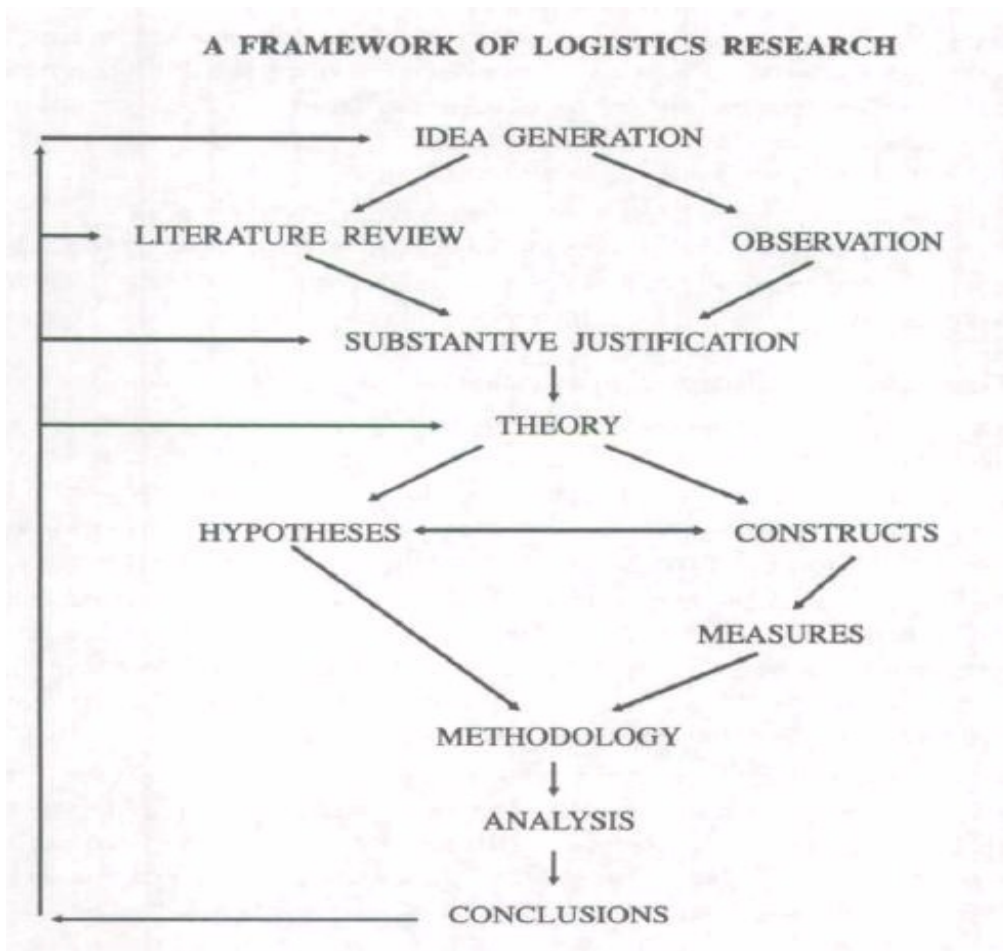 A FRAMEWORK OF LOGISTICS RESEARCH
IDEA GENERATION
LITERATURE REVIEW
OBSERVATION
SUBSTANTIVE JUSTIFICATION
THEORY
HYPOTHESES
CONSTRUCTS
MEASURES
METHODOLOGY
ANALYSIS
CONCLUSIONS